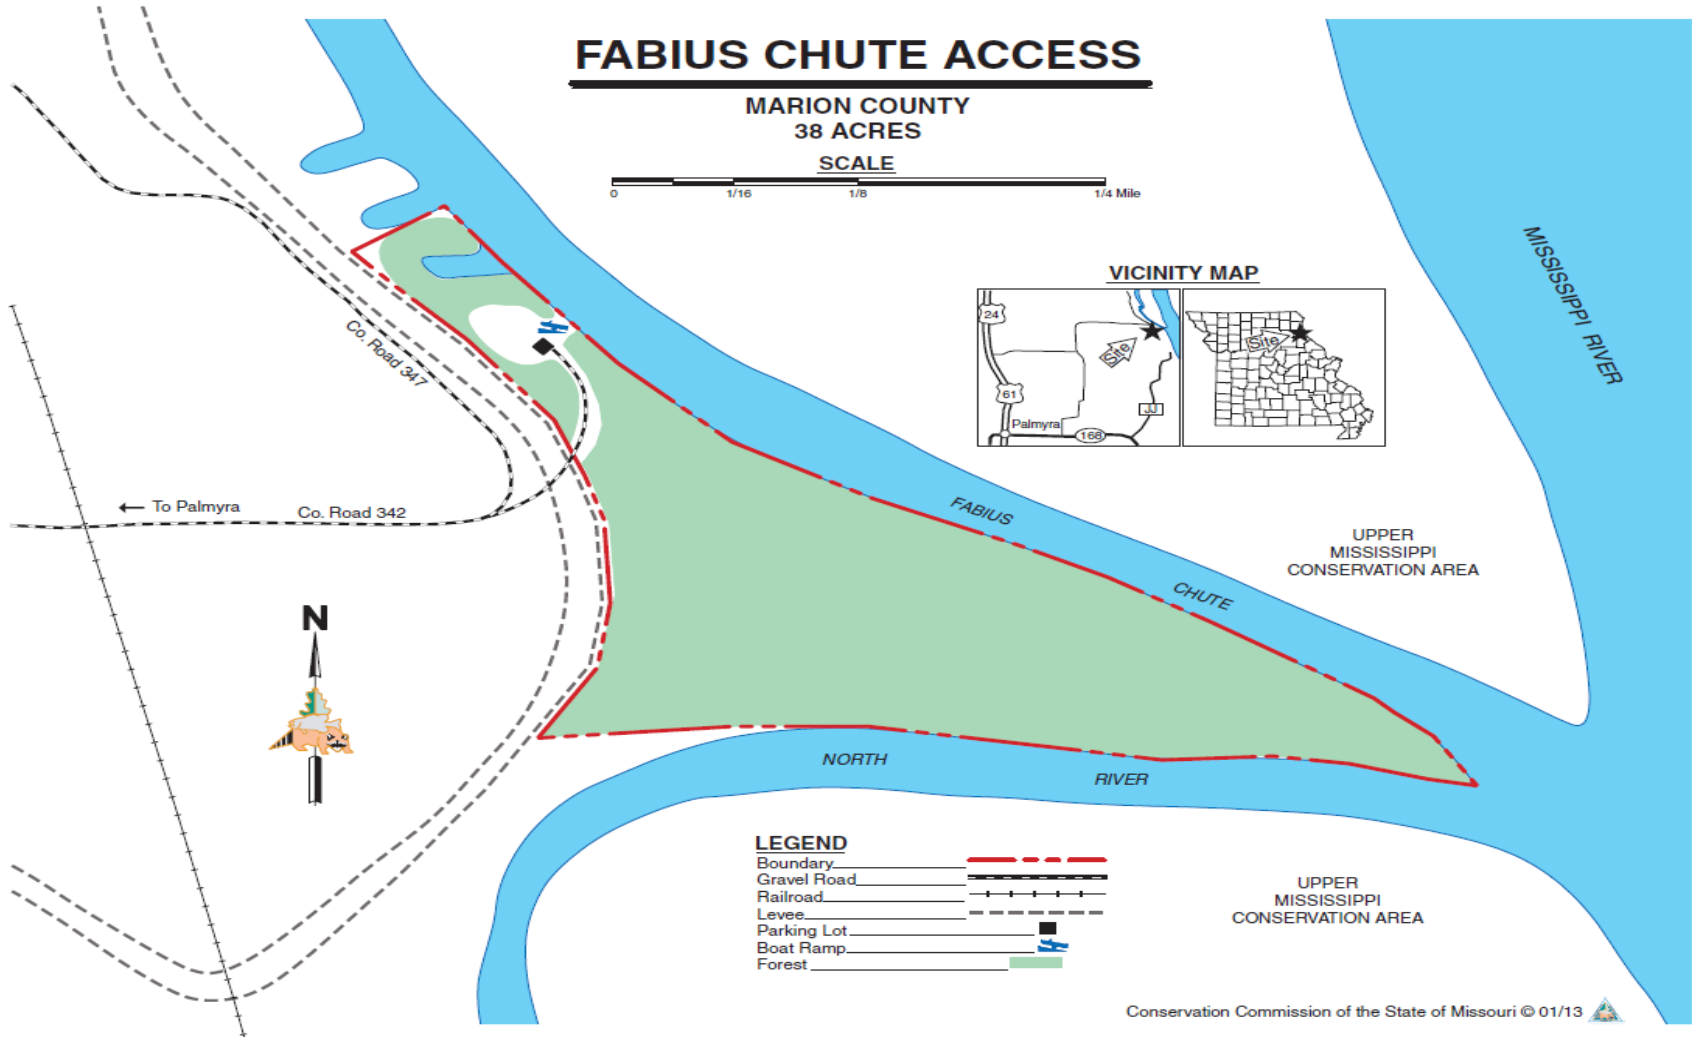 FABIUS CHUTE ACCESS
MARION COUNTY
38 ACRES
SCALE
0 1/16 1/8 1/4 Mile
MISSISSIPPI RIVER
VICINITY MAP
24
61
Palmyra
168
JJ
Site
Site
Co. Road 347
To Palmyra
Co. Road 342
FABIUS
CHUTE
UPPER
MISSISSIPPI
CONSERVATION AREA
N
NORTH
RIVER
LEGEND
Boundary
Gravel Road
Railroad
Levee
Parking Lot
Boat Ramp
Forest
UPPER
MISSISSIPPI
CONSERVATION AREA
Conservation Commission of the State of Missouri © 01/13